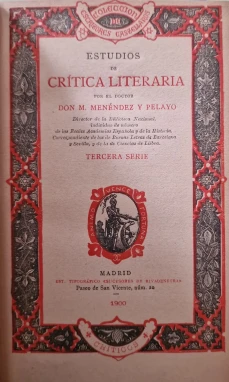 COLECCION
ESCRITORES CASTELLANOS
ESTUDIOS
DE
CRÍTICA LITERARIA
POR EL DOCTOR
DON M. MENÉNDEZ Y PELAYO
Director de la Biblioteca Nacional,
Individuo de número
de las Reales Academias Española y de la Historia,
Correspondiente de las de Buenas Letras de Barcelona
y Sevilla, y de la de Ciencias de Lisboa.
TERCERA SERIE
MADRID
EST. TIPOGRÁFICO SUCESORES DE RIVADENEYRA
Paseo de San Vicente, núm. 20
1900
CRITICOS